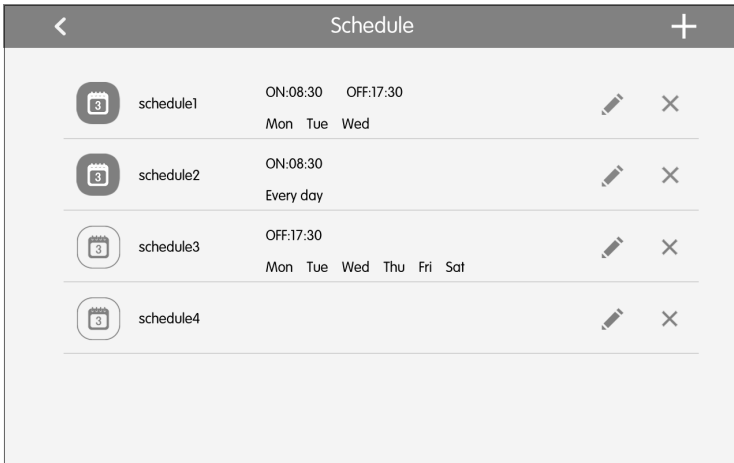 Schedule
3 schedule1 ON:08:30 OFF:17:30
Mon Tue Wed
3 schedule2 ON:08:30
Every day
3 schedule3 OFF:17:30
Mon Tue Wed Thu Fri Sat
3 schedule4